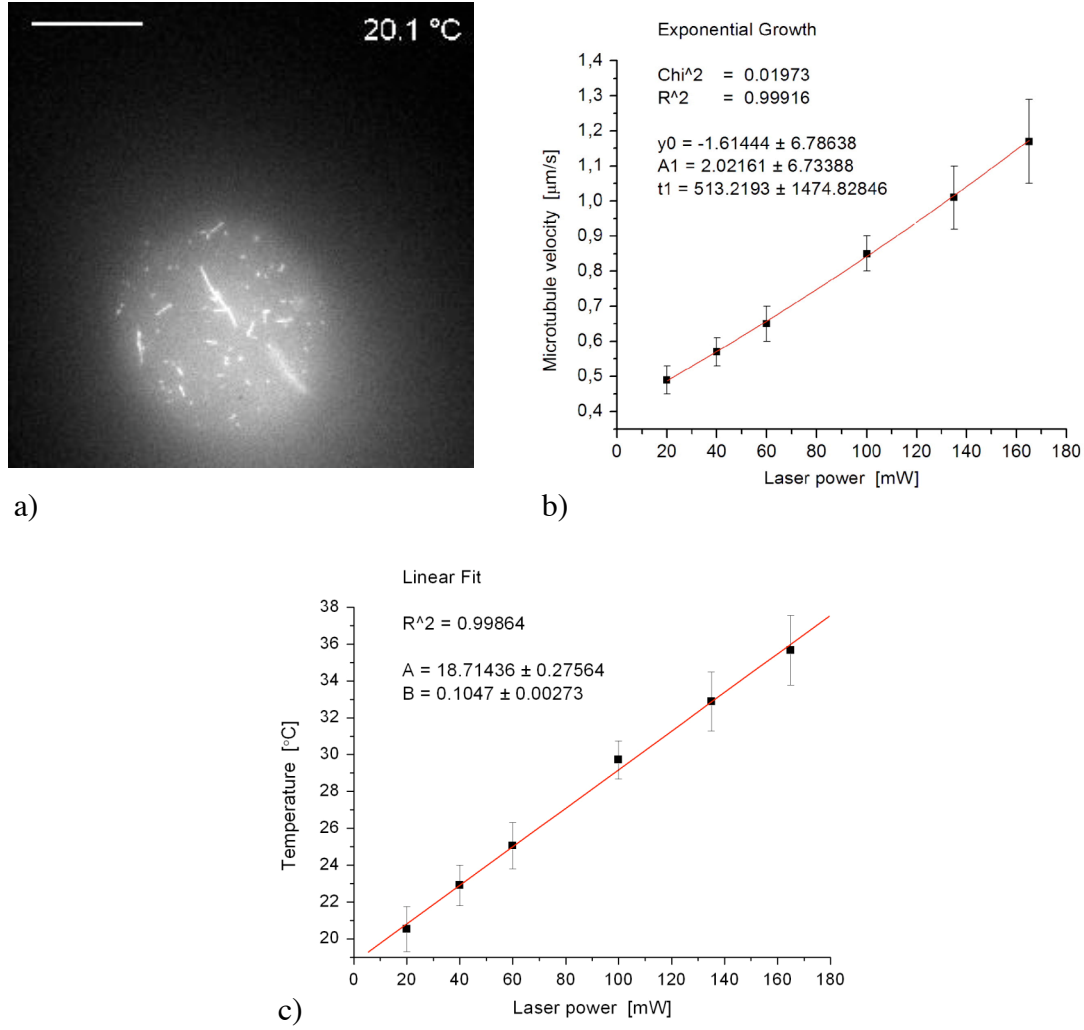 20.1 °C
a)
Exponential Growth
Chi^2 = 0.01973
R^2 = 0.99916
y0 = -1.61444 ± 6.78638
A1 = 2.02161 ± 6.73388
t1 = 513.2193 ± 1474.82846
1,4
1,3
1,2
1,1
1,0
0,9
0,8
0,7
0,6
0,5
0,4
Microtubule velocity [µm/s]
0 20 40 60 80 100 120 140 160 180
Laser power [mW]
b)
Linear Fit
R^2 = 0.99864
A = 18.71436 ± 0.27564
B = 0.1047 ± 0.00273
38
36
34
32
30
28
26
24
22
20
Temperature [°C]
0 20 40 60 80 100 120 140 160 180
Laser power [mW]
c)